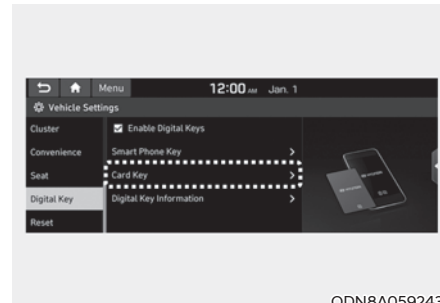 Menu 12:00 AM Jan. 1
Vehicle Settings
Cluster
Enable Digital Keys
Convenience
Smart Phone Key
Seat
Card Key
Digital Key
Digital Key Information
Reset
ODN8A059243